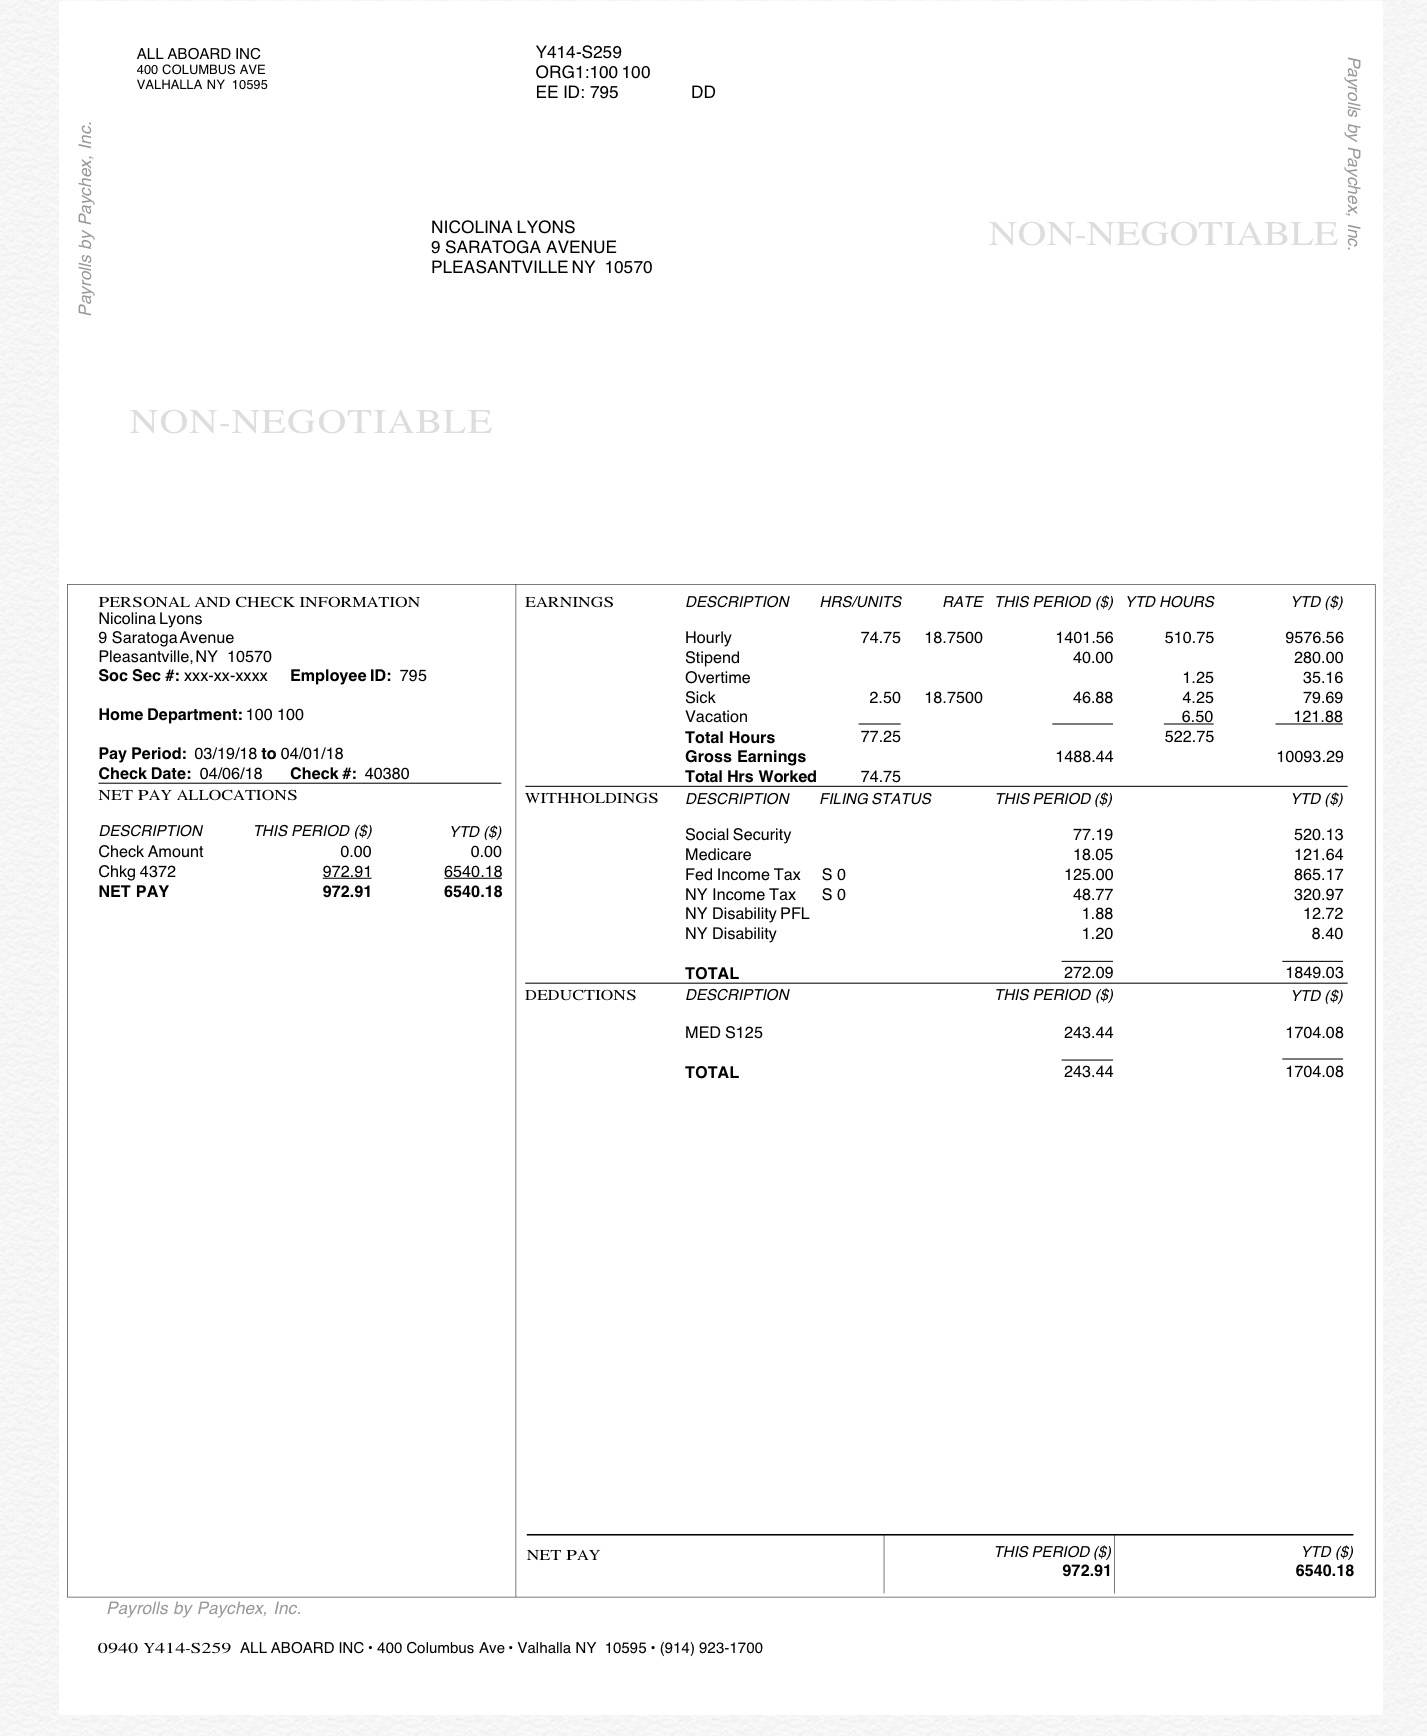 ALL ABOARD INC
400 COLUMBUS AVE
VALHALLA NY 10595
Y414-S259
ORG1:100 100
EE ID: 795 DD
Payrolls by Paychex, Inc.
Payrolls by Paychex, Inc.
NICOLINA LYONS
9 SARATOGA AVENUE
PLEASANTVILLE NY 10570
NON-NEGOTIABLE
NON-NEGOTIABLE
PERSONAL AND CHECK INFORMATION
Nicolina Lyons
9 Saratoga Avenue
Pleasantville, NY 10570
Soc Sec #: xxx-xx-xxxx Employee ID: 795
Home Department: 100 100
Pay Period: 03/19/18 to 04/01/18
Check Date: 04/06/18 Check #: 40380
NET PAY ALLOCATIONS
DESCRIPTION THIS PERIOD ($) YTD ($)
Check Amount 0.00 0.00
Chkg 4372 972.91 6540.18
NET PAY 972.91 6540.18
EARNINGS DESCRIPTION HRS/UNITS RATE THIS PERIOD ($) YTD HOURS YTD ($)
Hourly 74.75 18.7500 1401.56 510.75 9576.56
Stipend 40.00 280.00
Overtime 1.25 35.16
Sick 2.50 18.7500 46.88 4.25 79.69
Vacation 6.50 121.88
Total Hours 77.25 522.75
Gross Earnings 1488.44 10093.29
Total Hrs Worked 74.75
WITHHOLDINGS DESCRIPTION FILING STATUS THIS PERIOD ($) YTD ($)
Social Security 77.19 520.13
Medicare 18.05 121.64
Fed Income Tax S 0 125.00 865.17
NY Income Tax S 0 48.77 320.97
NY Disability PFL 1.88 12.72
NY Disability 1.20 8.40
TOTAL 272.09 1849.03
DEDUCTIONS DESCRIPTION THIS PERIOD ($) YTD ($)
MED S125 243.44 1704.08
TOTAL 243.44 1704.08
NET PAY THIS PERIOD ($) YTD ($)
972.91 6540.18
Payrolls by Paychex, Inc.
0940 Y414-S259 ALL ABOARD INC • 400 Columbus Ave • Valhalla NY 10595 • (914) 923-1700